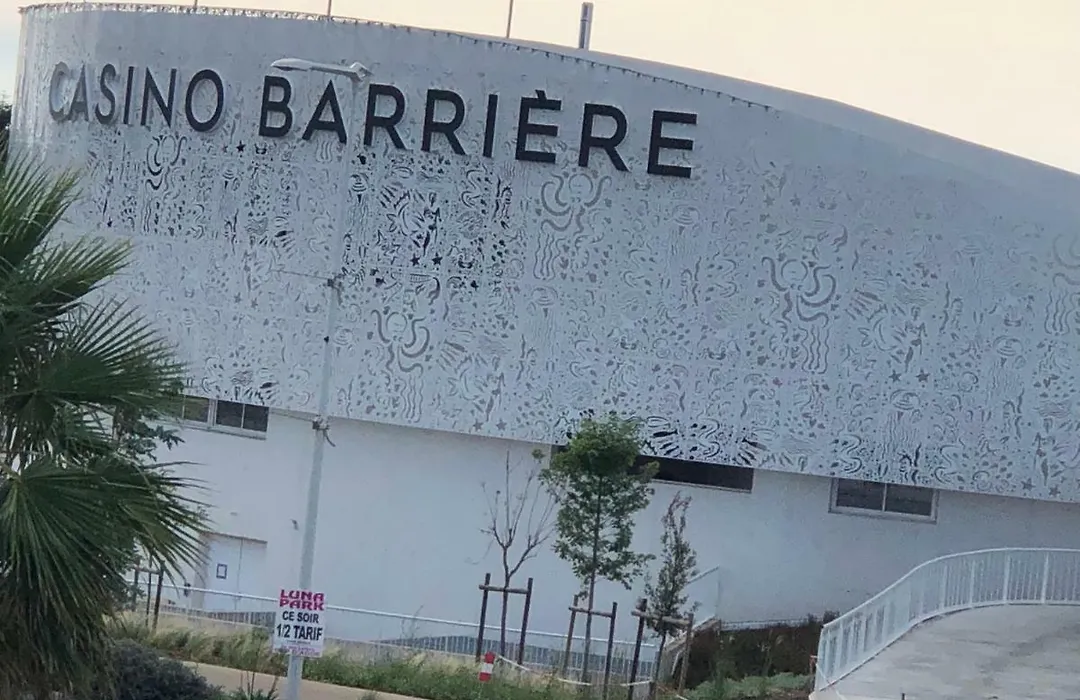 CASINO BARRIÈRE
LUNA
PARK
CE SOIR
1/2 TARIF